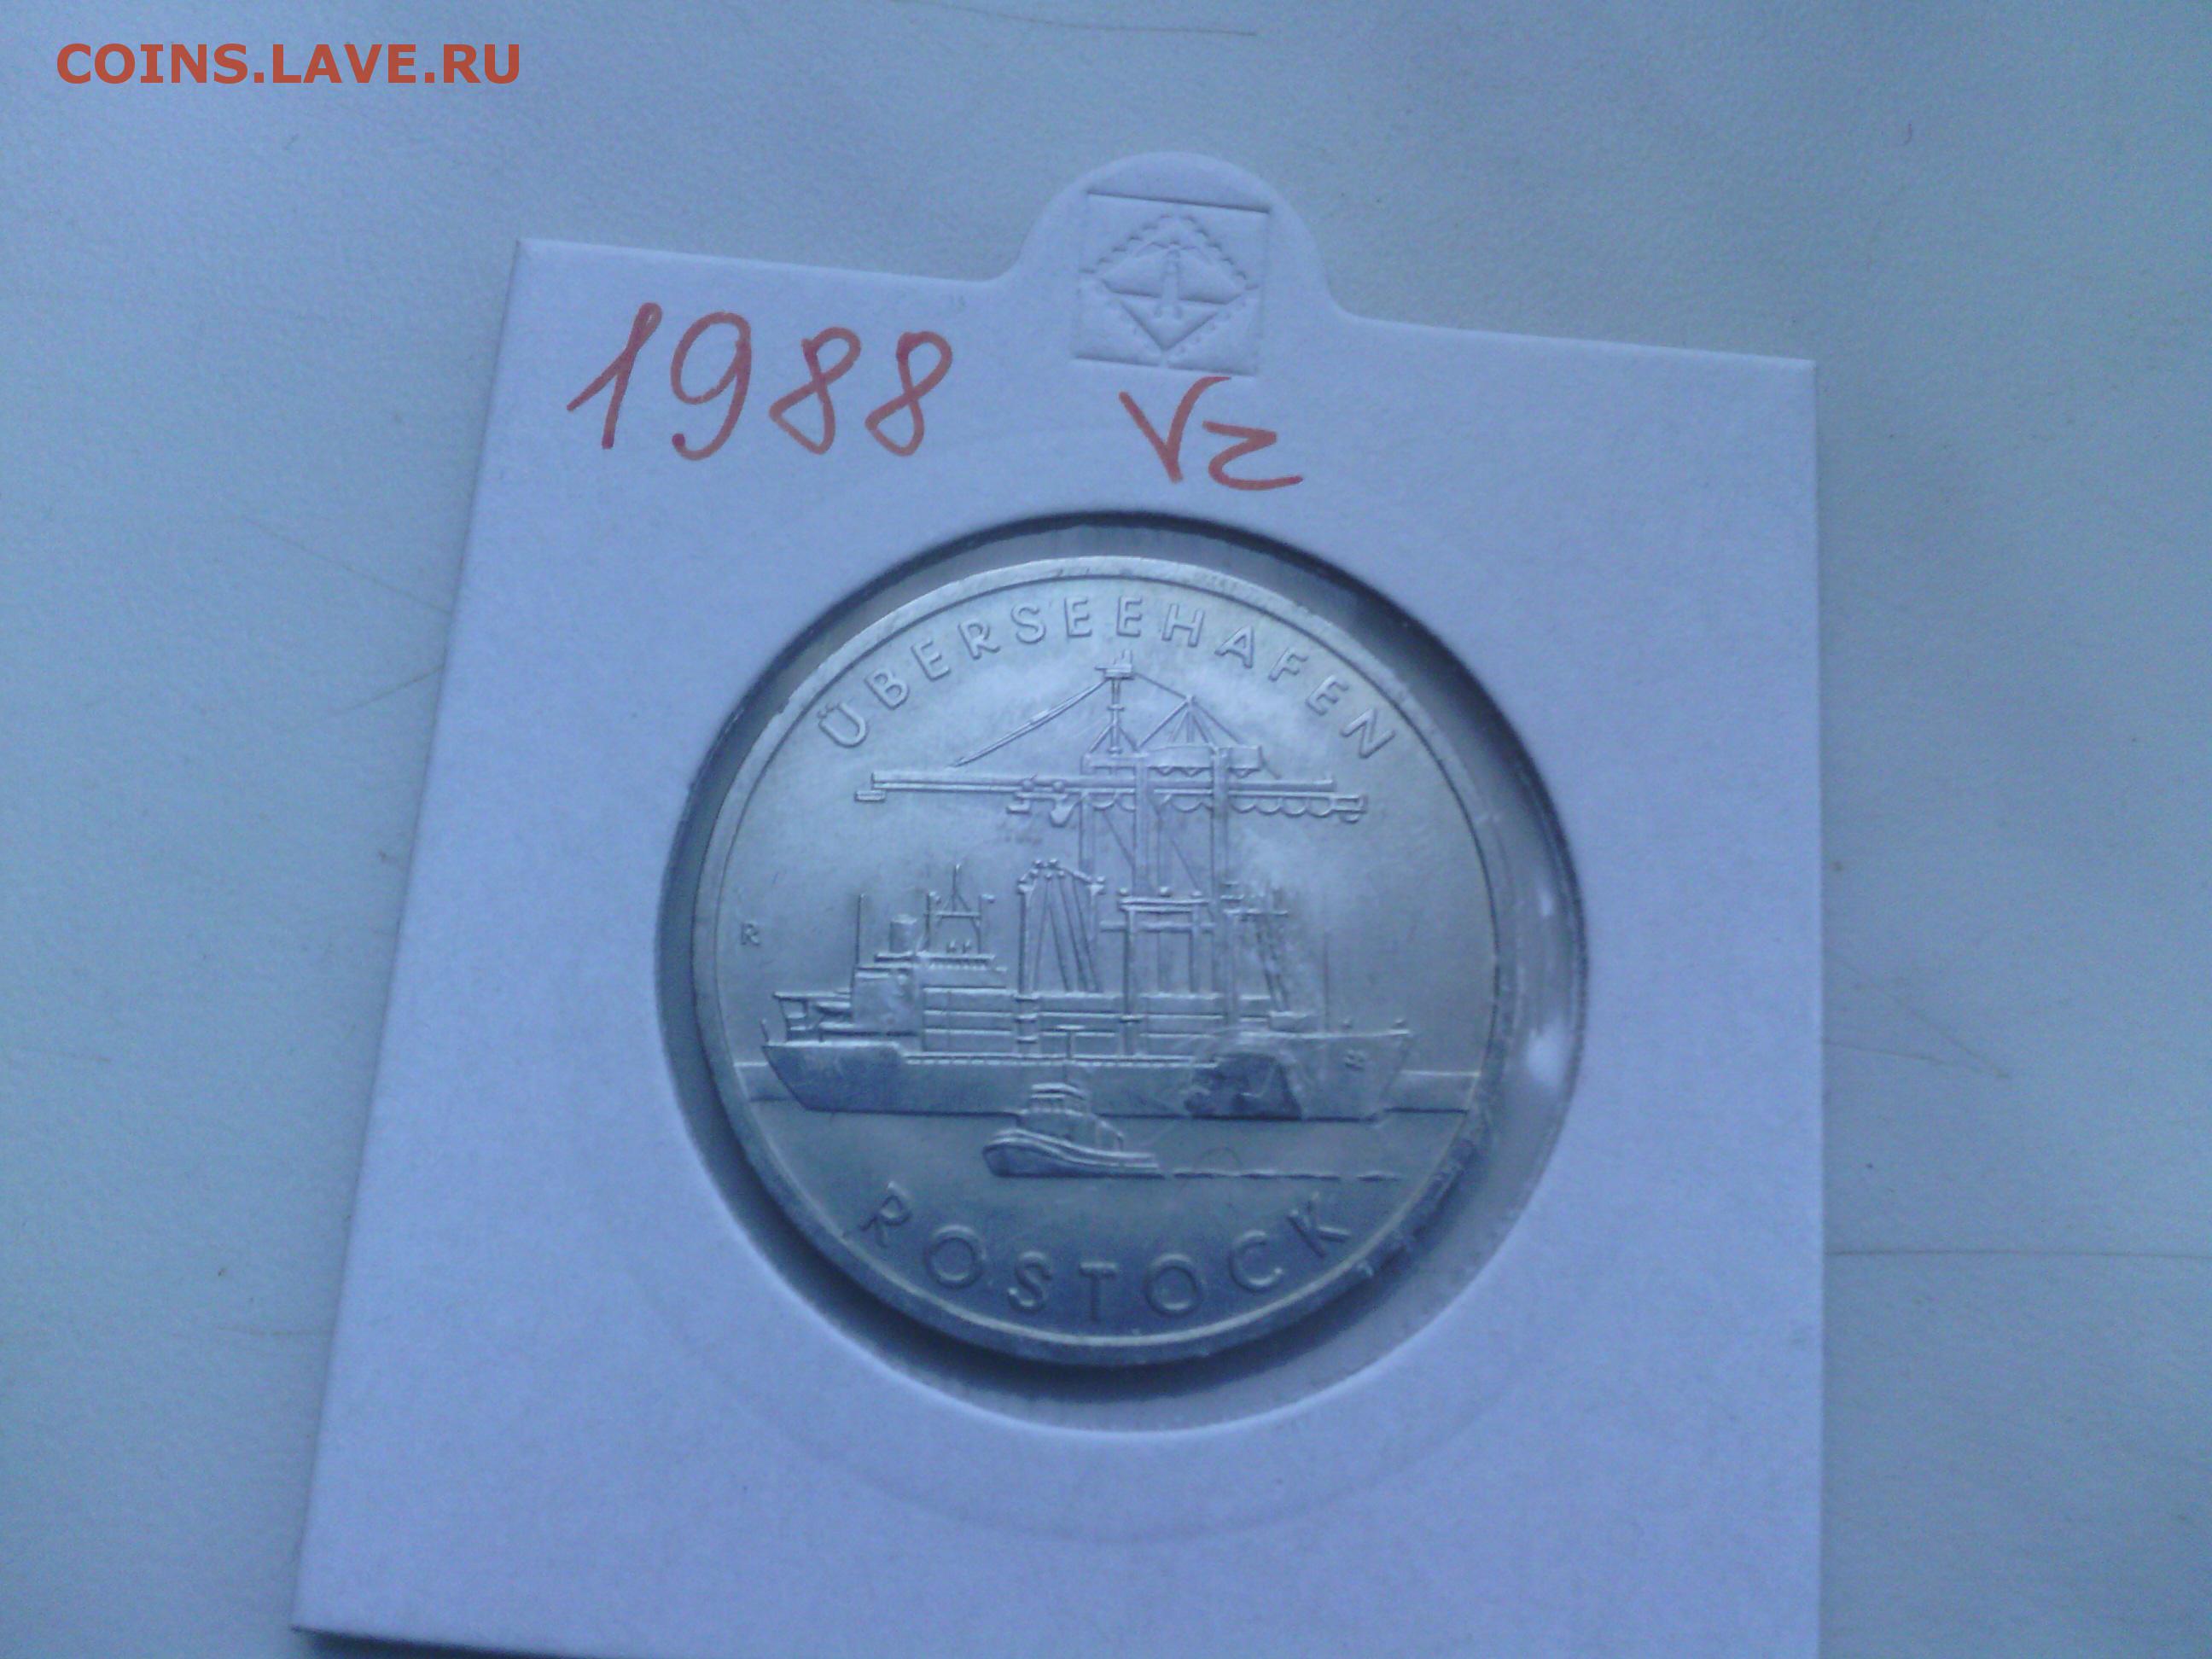 COINS.LAVE.RU
1988 Vz
ÜBERSEEHAFEN
R
ROSTOCK